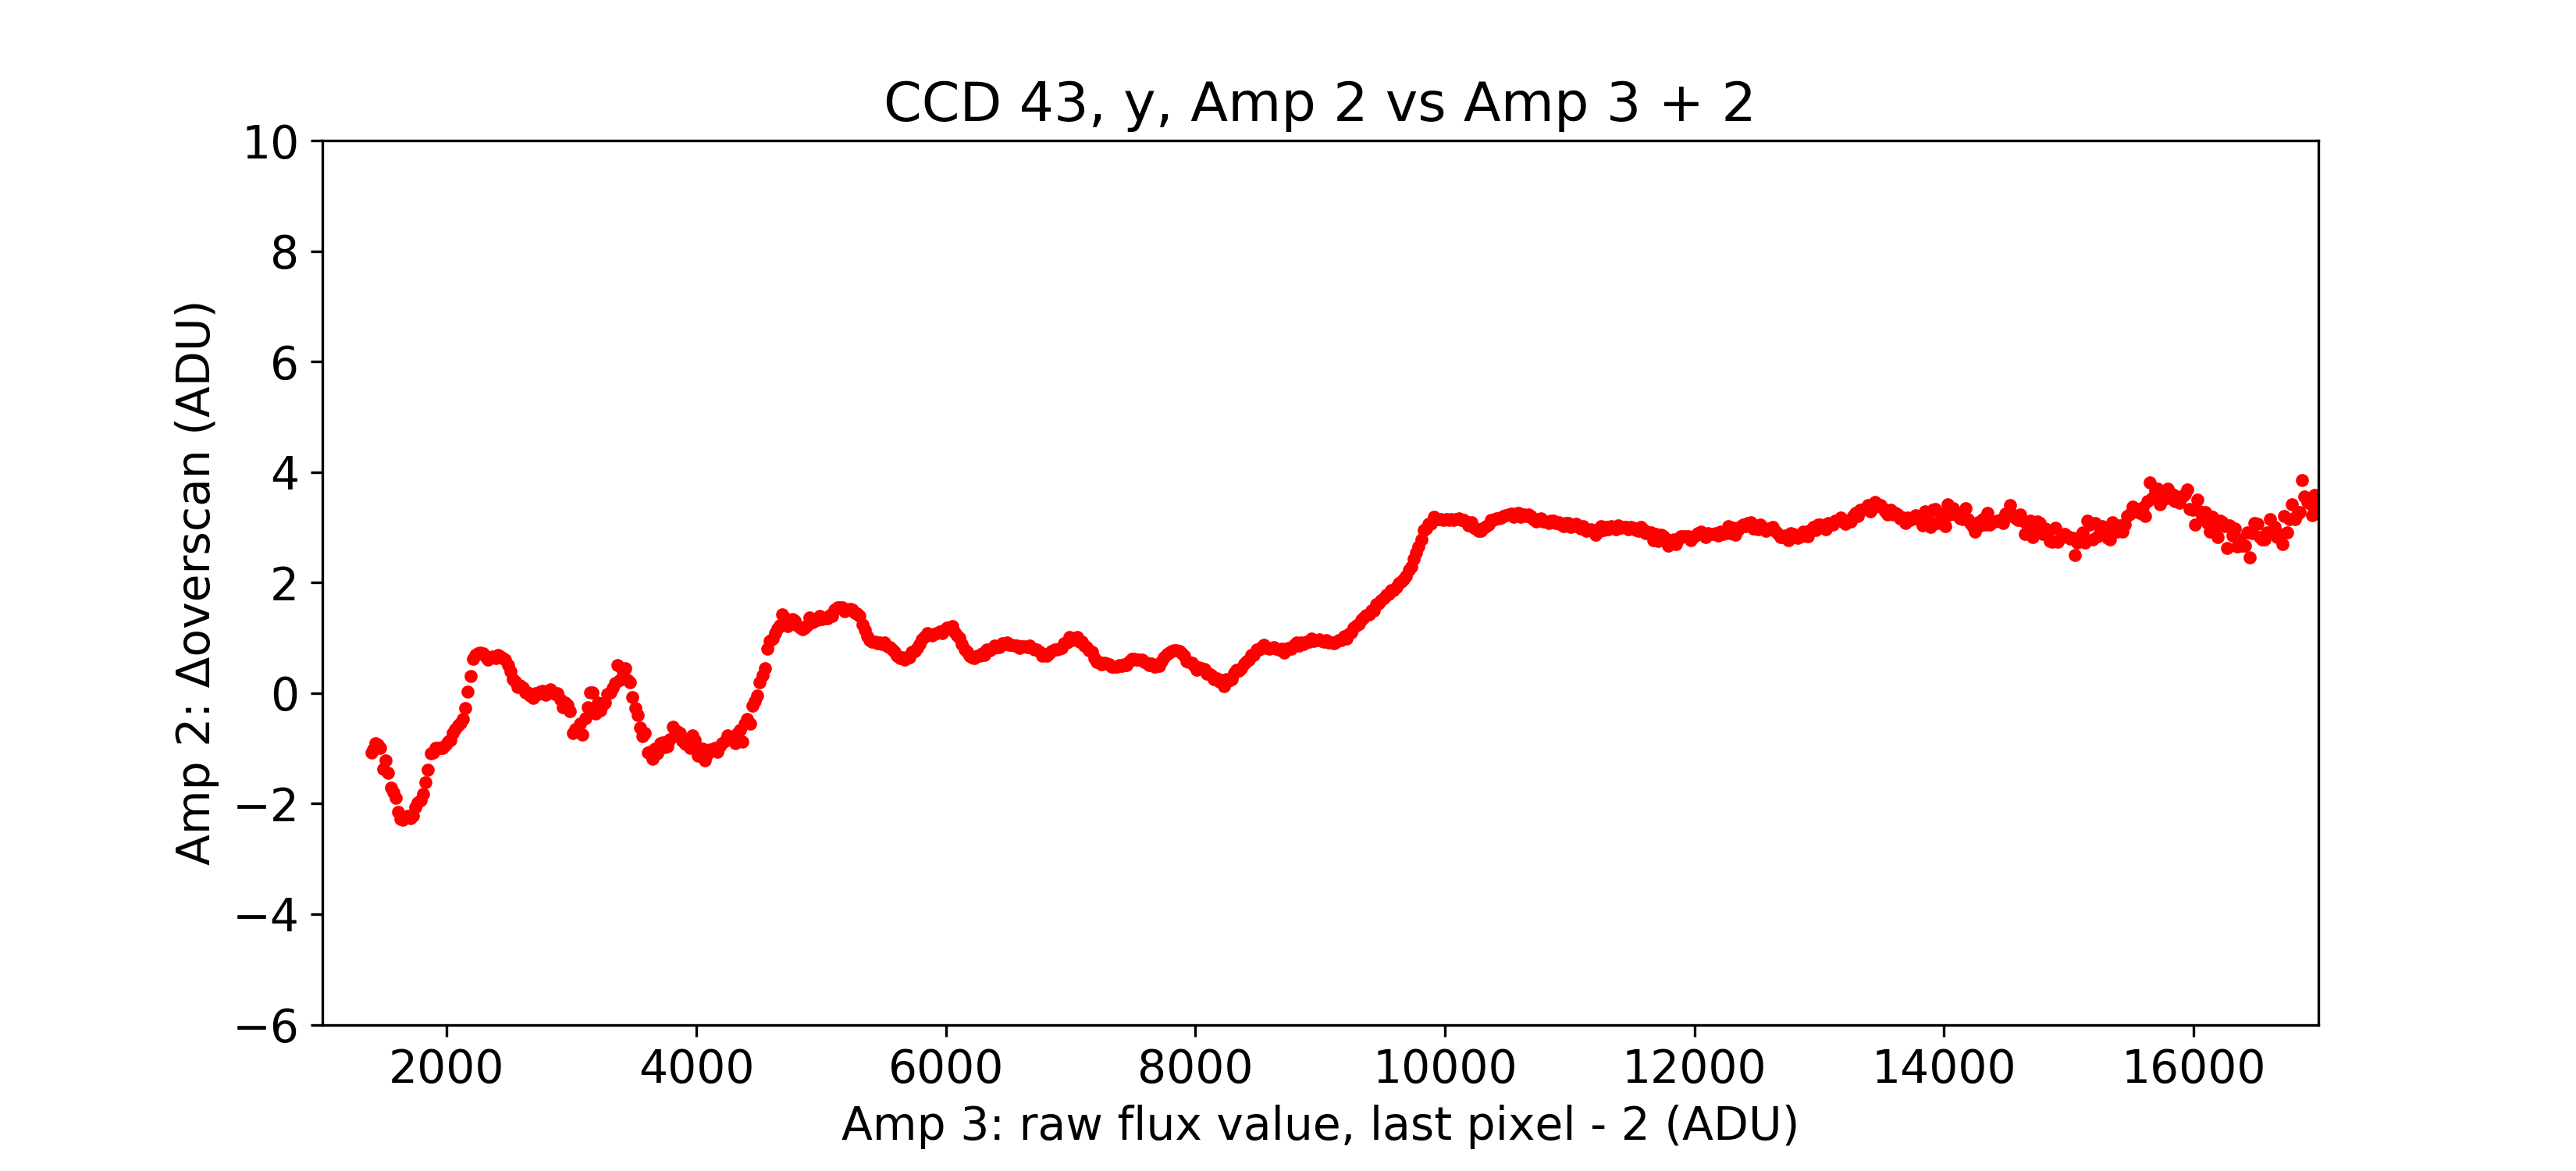 CCD 43, y, Amp 2 vs Amp 3 + 2
10
8
6
4
2
0
−2
−4
−6
Amp 2: Δoverscan (ADU)
2000 4000 6000 8000 10000 12000 14000 16000
Amp 3: raw flux value, last pixel - 2 (ADU)